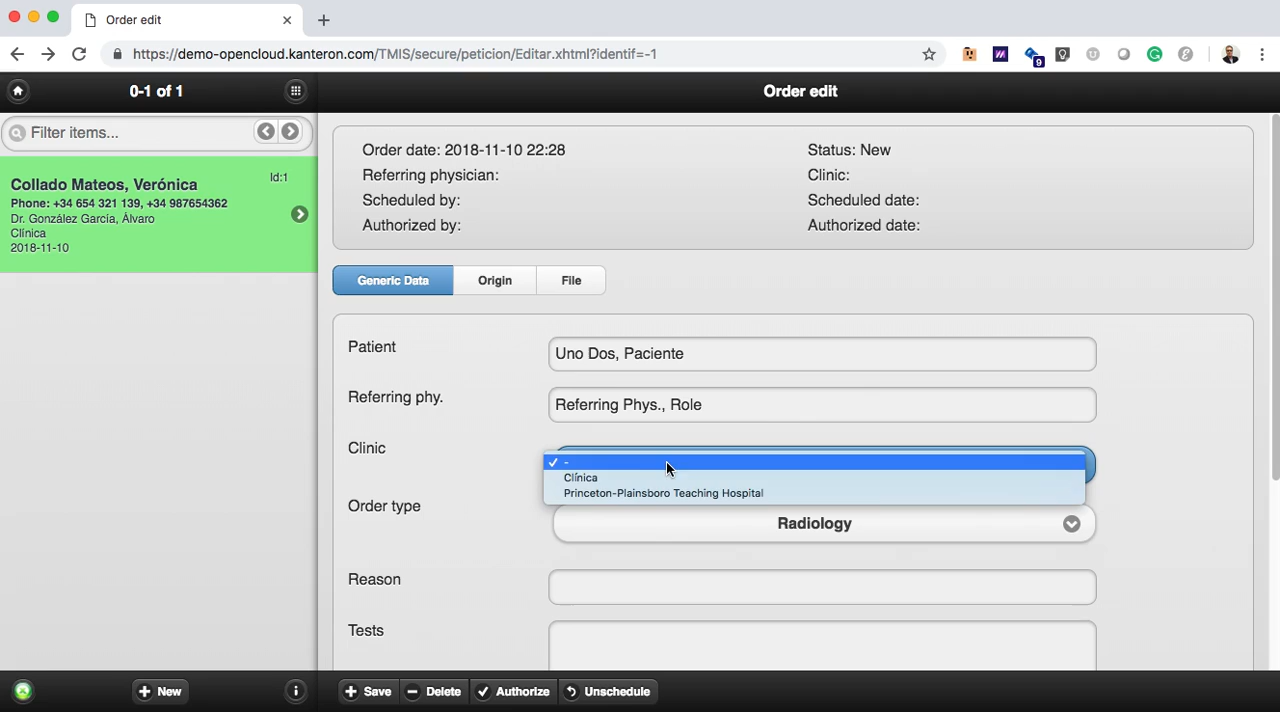 Order edit
https://demo-opencloud.kanteron.com/TMIS/secure/peticion/Editar.xhtml?identif=-1
9
0-1 of 1
Order edit
Filter items...
Collado Mateos, Verónica
Id:1
Phone: +34 654 321 139, +34 987654362
Dr. González García, Álvaro
Clínica
2018-11-10
Order date: 2018-11-10 22:28
Status: New
Referring physician:
Clinic:
Scheduled by:
Scheduled date:
Authorized by:
Authorized date:
Generic Data
Origin
File
Patient
Uno Dos, Paciente
Referring phy.
Referring Phys., Role
Clinic
-
Clínica
Princeton-Plainsboro Teaching Hospital
Order type
Radiology
Reason
Tests
New
Save
Delete
Authorize
Unschedule